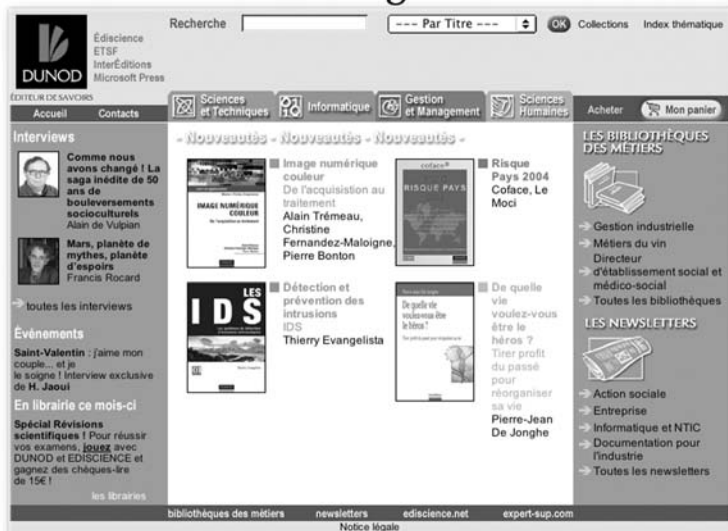 Recherche
--- Par Titre ---
OK
Collections
Index thématique
DUNOD
ÉDITEUR DE SAVOIRS
Édiscience
ETSF
InterÉditions
Microsoft Press
Accueil
Contacts
Sciences
et Techniques
Informatique
Gestion
et Management
Sciences
Humaines
Acheter
Mon panier
Interviews
Comme nous
avons changé ! La
saga inédite de 50
ans de
bouleversements
socioculturels
Alain de Vulpian
Mars, planète de
mythes, planète
d'espoirs
Francis Rocard
toutes les interviews
Évènements
Saint-Valentin : j'aime mon
couple... et je
le soigne ! Interview exclusive
de H. Jaoui
En librairie ce mois-ci
Spécial Révisions
scientifiques ! Pour réussir
vos examens, jouez avec
DUNOD et EDISCIENCE et
gagnez des chèques-lire
de 15€ !
les librairies
- Nouveautés - Nouveautés - Nouveautés -
IMAGE NUMÉRIQUE
COULEUR
Image numérique
couleur
De l'acquisistion au
traitement
Alain Trémeau,
Christine
Fernandez-Maloigne,
Pierre Bonton
coface
RISQUE PAYS
Risque
Pays 2004
Coface, Le
Moci
LES
IDS
Détection et
prévention des
intrusions
IDS
Thierry Evangelista
De quelle vie
voulez-vous être
le héros ?
De quelle
vie
voulez-vous
être le
héros ?
Tirer profit
du passé
pour
réorganiser
sa vie
Pierre-Jean
De Jonghe
LES BIBLIOTHÈQUES
DES MÉTIERS
Gestion industrielle
Métiers du vin
Directeur
d'établissement social et
médico-social
Toutes les bibliothèques
LES NEWSLETTERS
Action sociale
Entreprise
Informatique et NTIC
Documentation pour
l'industrie
Toutes les newsletters
bibliothèques des métiers
newsletters
ediscience.net
expert-sup.com
Notice légale